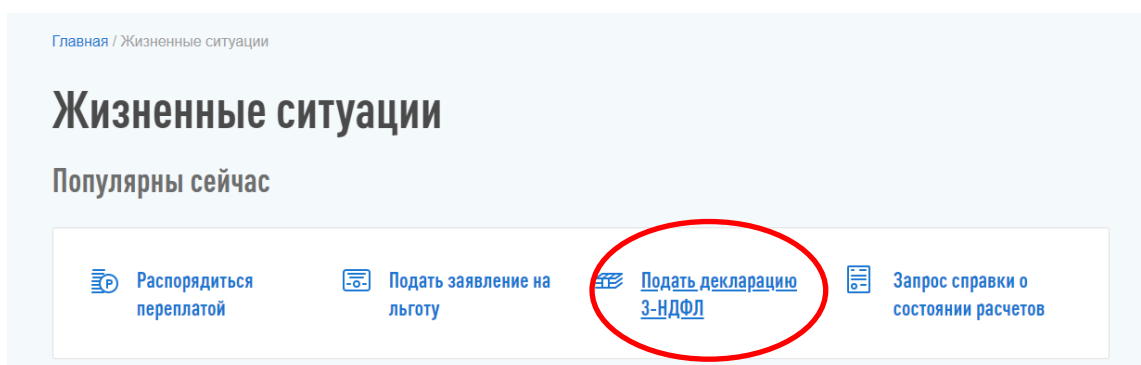 Главная / Жизненные ситуации
Жизненные ситуации
Популярны сейчас
Распорядиться
переплатой
Подать заявление на
льготу
Подать декларацию
3-НДФЛ
Запрос справки о
состоянии расчетов